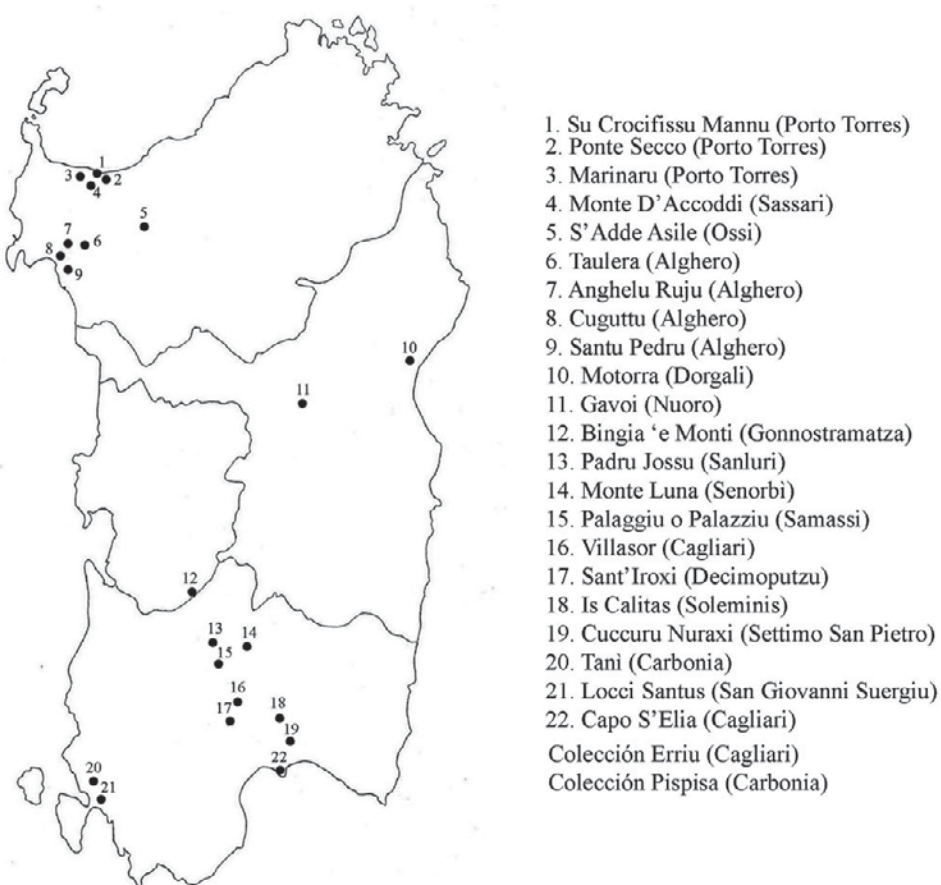 1
3
2
4
5
7
6
8
9
10
11
12
13
14
15
16
17
18
19
22
20
21
1. Su Crocifissu Mannu (Porto Torres)
2. Ponte Secco (Porto Torres)
3. Marinaru (Porto Torres)
4. Monte D’Accoddi (Sassari)
5. S’Adde Asile (Ossi)
6. Taulera (Alghero)
7. Anghelu Ruju (Alghero)
8. Cuguttu (Alghero)
9. Santu Pedru (Alghero)
10. Motorra (Dorgali)
11. Gavoi (Nuoro)
12. Bingia ‘e Monti (Gonnostramatza)
13. Padru Jossu (Sanluri)
14. Monte Luna (Senorbì)
15. Palaggiu o Palazziu (Samassi)
16. Villasor (Cagliari)
17. Sant’Iroxi (Decimoputzu)
18. Is Calitas (Soleminis)
19. Cuccuru Nuraxi (Settimo San Pietro)
20. Tanì (Carbonia)
21. Locci Santus (San Giovanni Suergiu)
22. Capo S’Elia (Cagliari)
Colección Erriu (Cagliari)
Colección Pispisa (Carbonia)